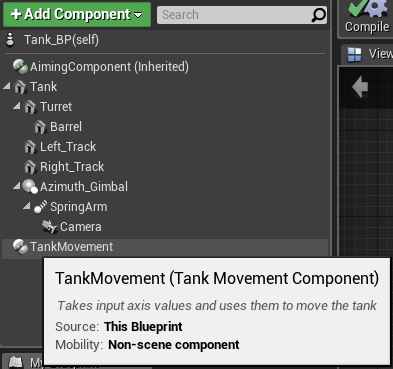 + Add Component
Search
Compile
Tank_BP(self)
View
AimingComponent (Inherited)
Tank
Turret
Barrel
Left_Track
Right_Track
Azimuth_Gimbal
SpringArm
Camera
TankMovement
TankMovement (Tank Movement Component)
Takes input axis values and uses them to move the tank
Source: This Blueprint
Mobility: Non-scene component
My